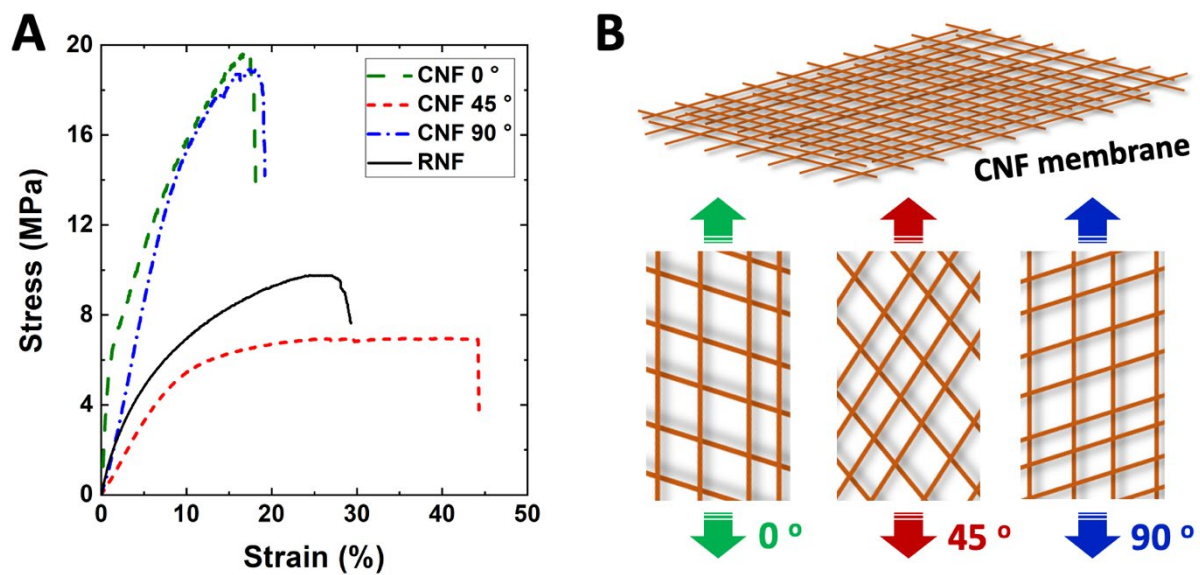 A
Stress (MPa)
20
16
12
8
4
0
0
10
20
30
40
50
Strain (%)
CNF 0 °
CNF 45 °
CNF 90 °
RNF
B
CNF membrane
0 °
45 °
90 °